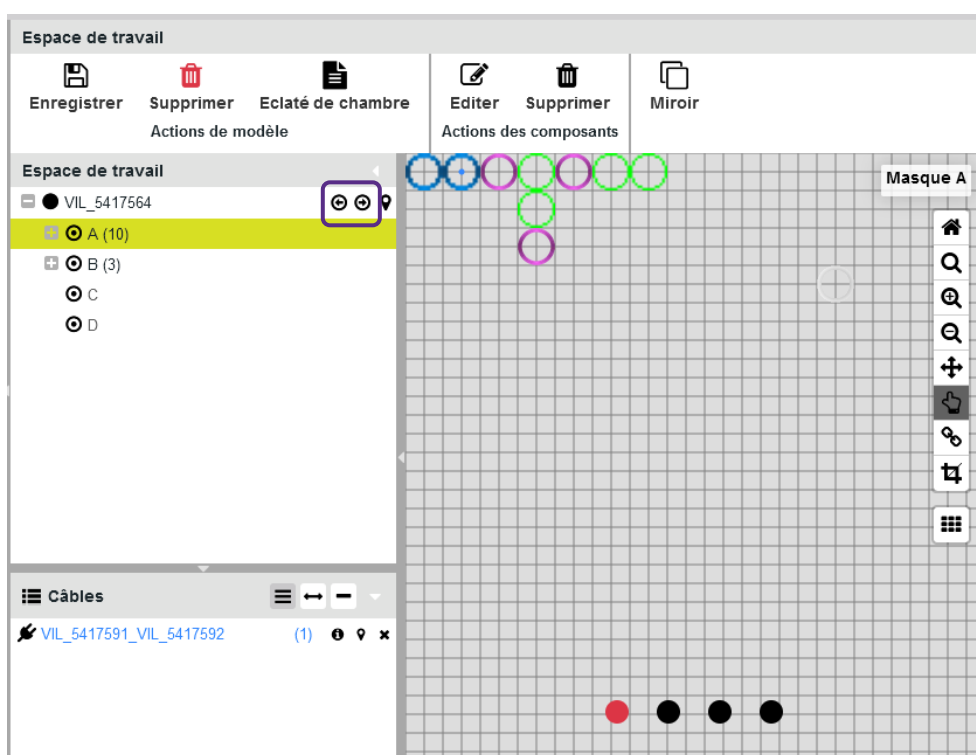 Espace de travail
Enregistrer Supprimer Eclaté de chambre Editer Supprimer Miroir
Actions de modèle Actions des composants
Espace de travail
Masque A
VIL_5417564
A (10)
B (3)
C
D
Câbles
VIL_5417591_VIL_5417592 (1)